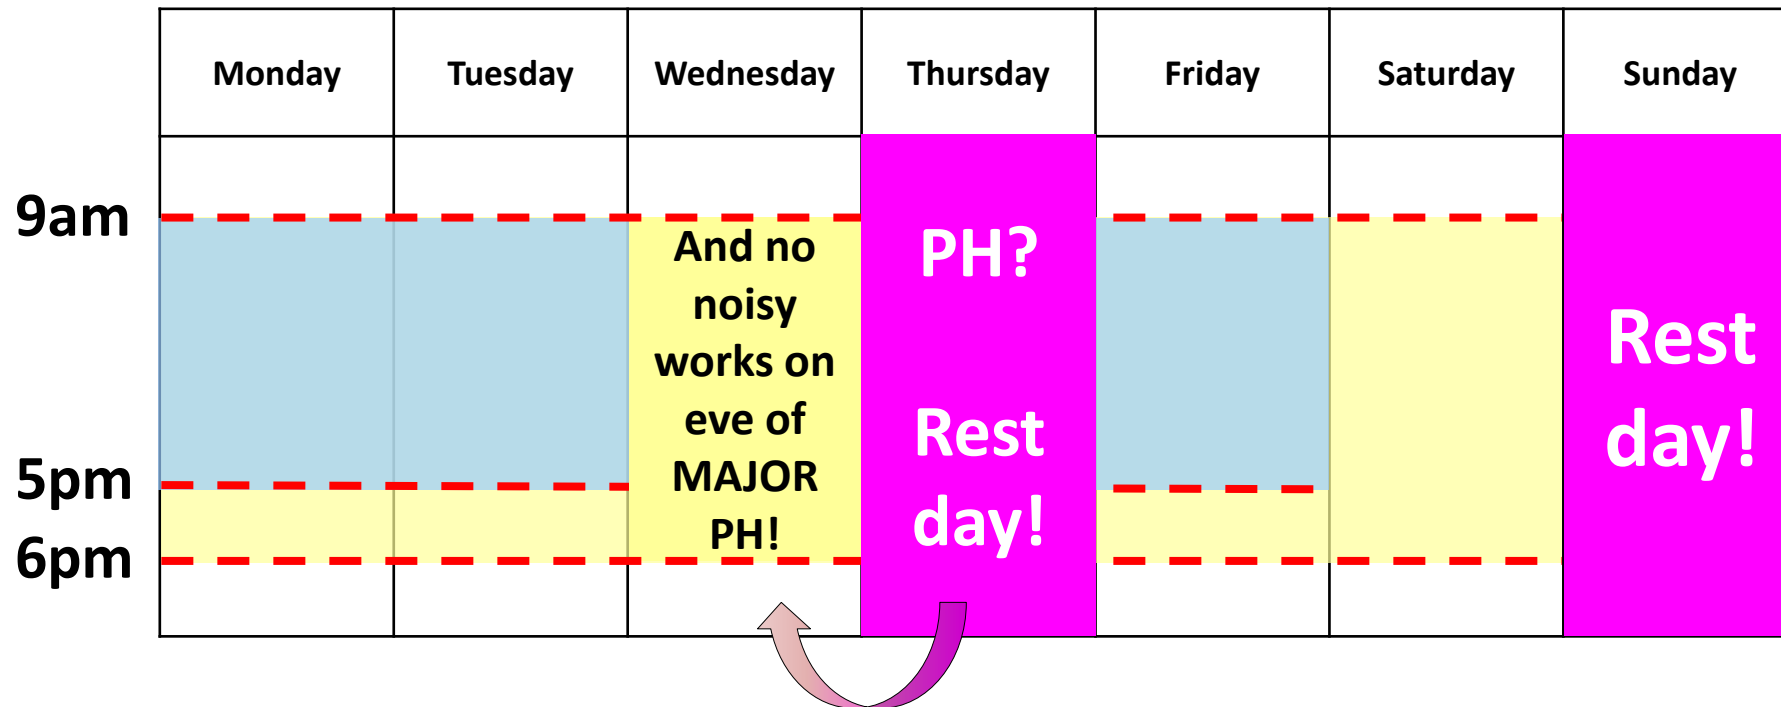 Monday
Tuesday
Wednesday
Thursday
Friday
Saturday
Sunday
9am
5pm
6pm
And no
noisy
works on
eve of
MAJOR
PH!
PH?
Rest
day!
Rest
day!